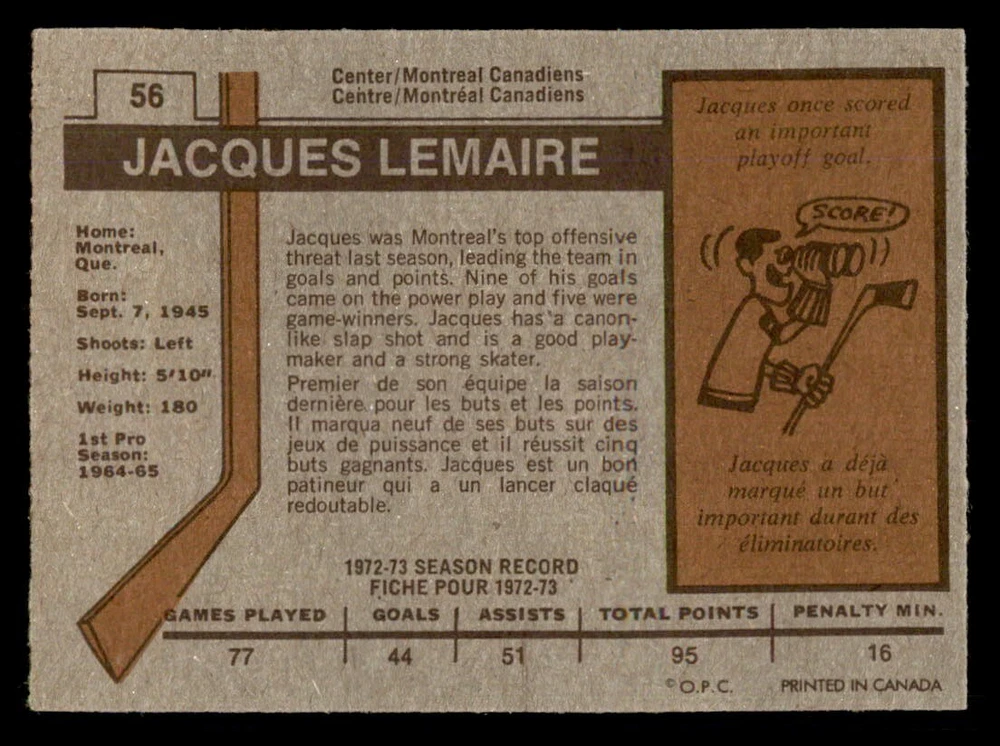 56
Center/Montreal Canadiens
Centre/Montréal Canadiens
JACQUES LEMAIRE
Home:
Montreal,
Que.
Born:
Sept. 7, 1945
Shoots: Left
Height: 5'10"
Weight: 180
1st Pro
Season:
1964-65
Jacques was Montreal's top offensive
threat last season, leading the team in
goals and points. Nine of his goals
came on the power play and five were
game-winners. Jacques has a canon-
like slap shot and is a good play-
maker and a strong skater.
Premier de son équipe la saison
dernière pour les buts et les points.
Il marqua neuf de ses buts sur des
jeux de puissance et il réussit cinq
buts gagnants. Jacques est un bon
patineur qui a un lancer claqué
redoutable.
Jacques once scored
an important
playoff goal.
SCORE!
Jacques a déjà
marqué un but
important durant des
éliminatoires.
1972-73 SEASON RECORD
FICHE POUR 1972-73
GAMES PLAYED GOALS ASSISTS TOTAL POINTS PENALTY MIN.
77 44 51 95 16
© O.P.C. PRINTED IN CANADA